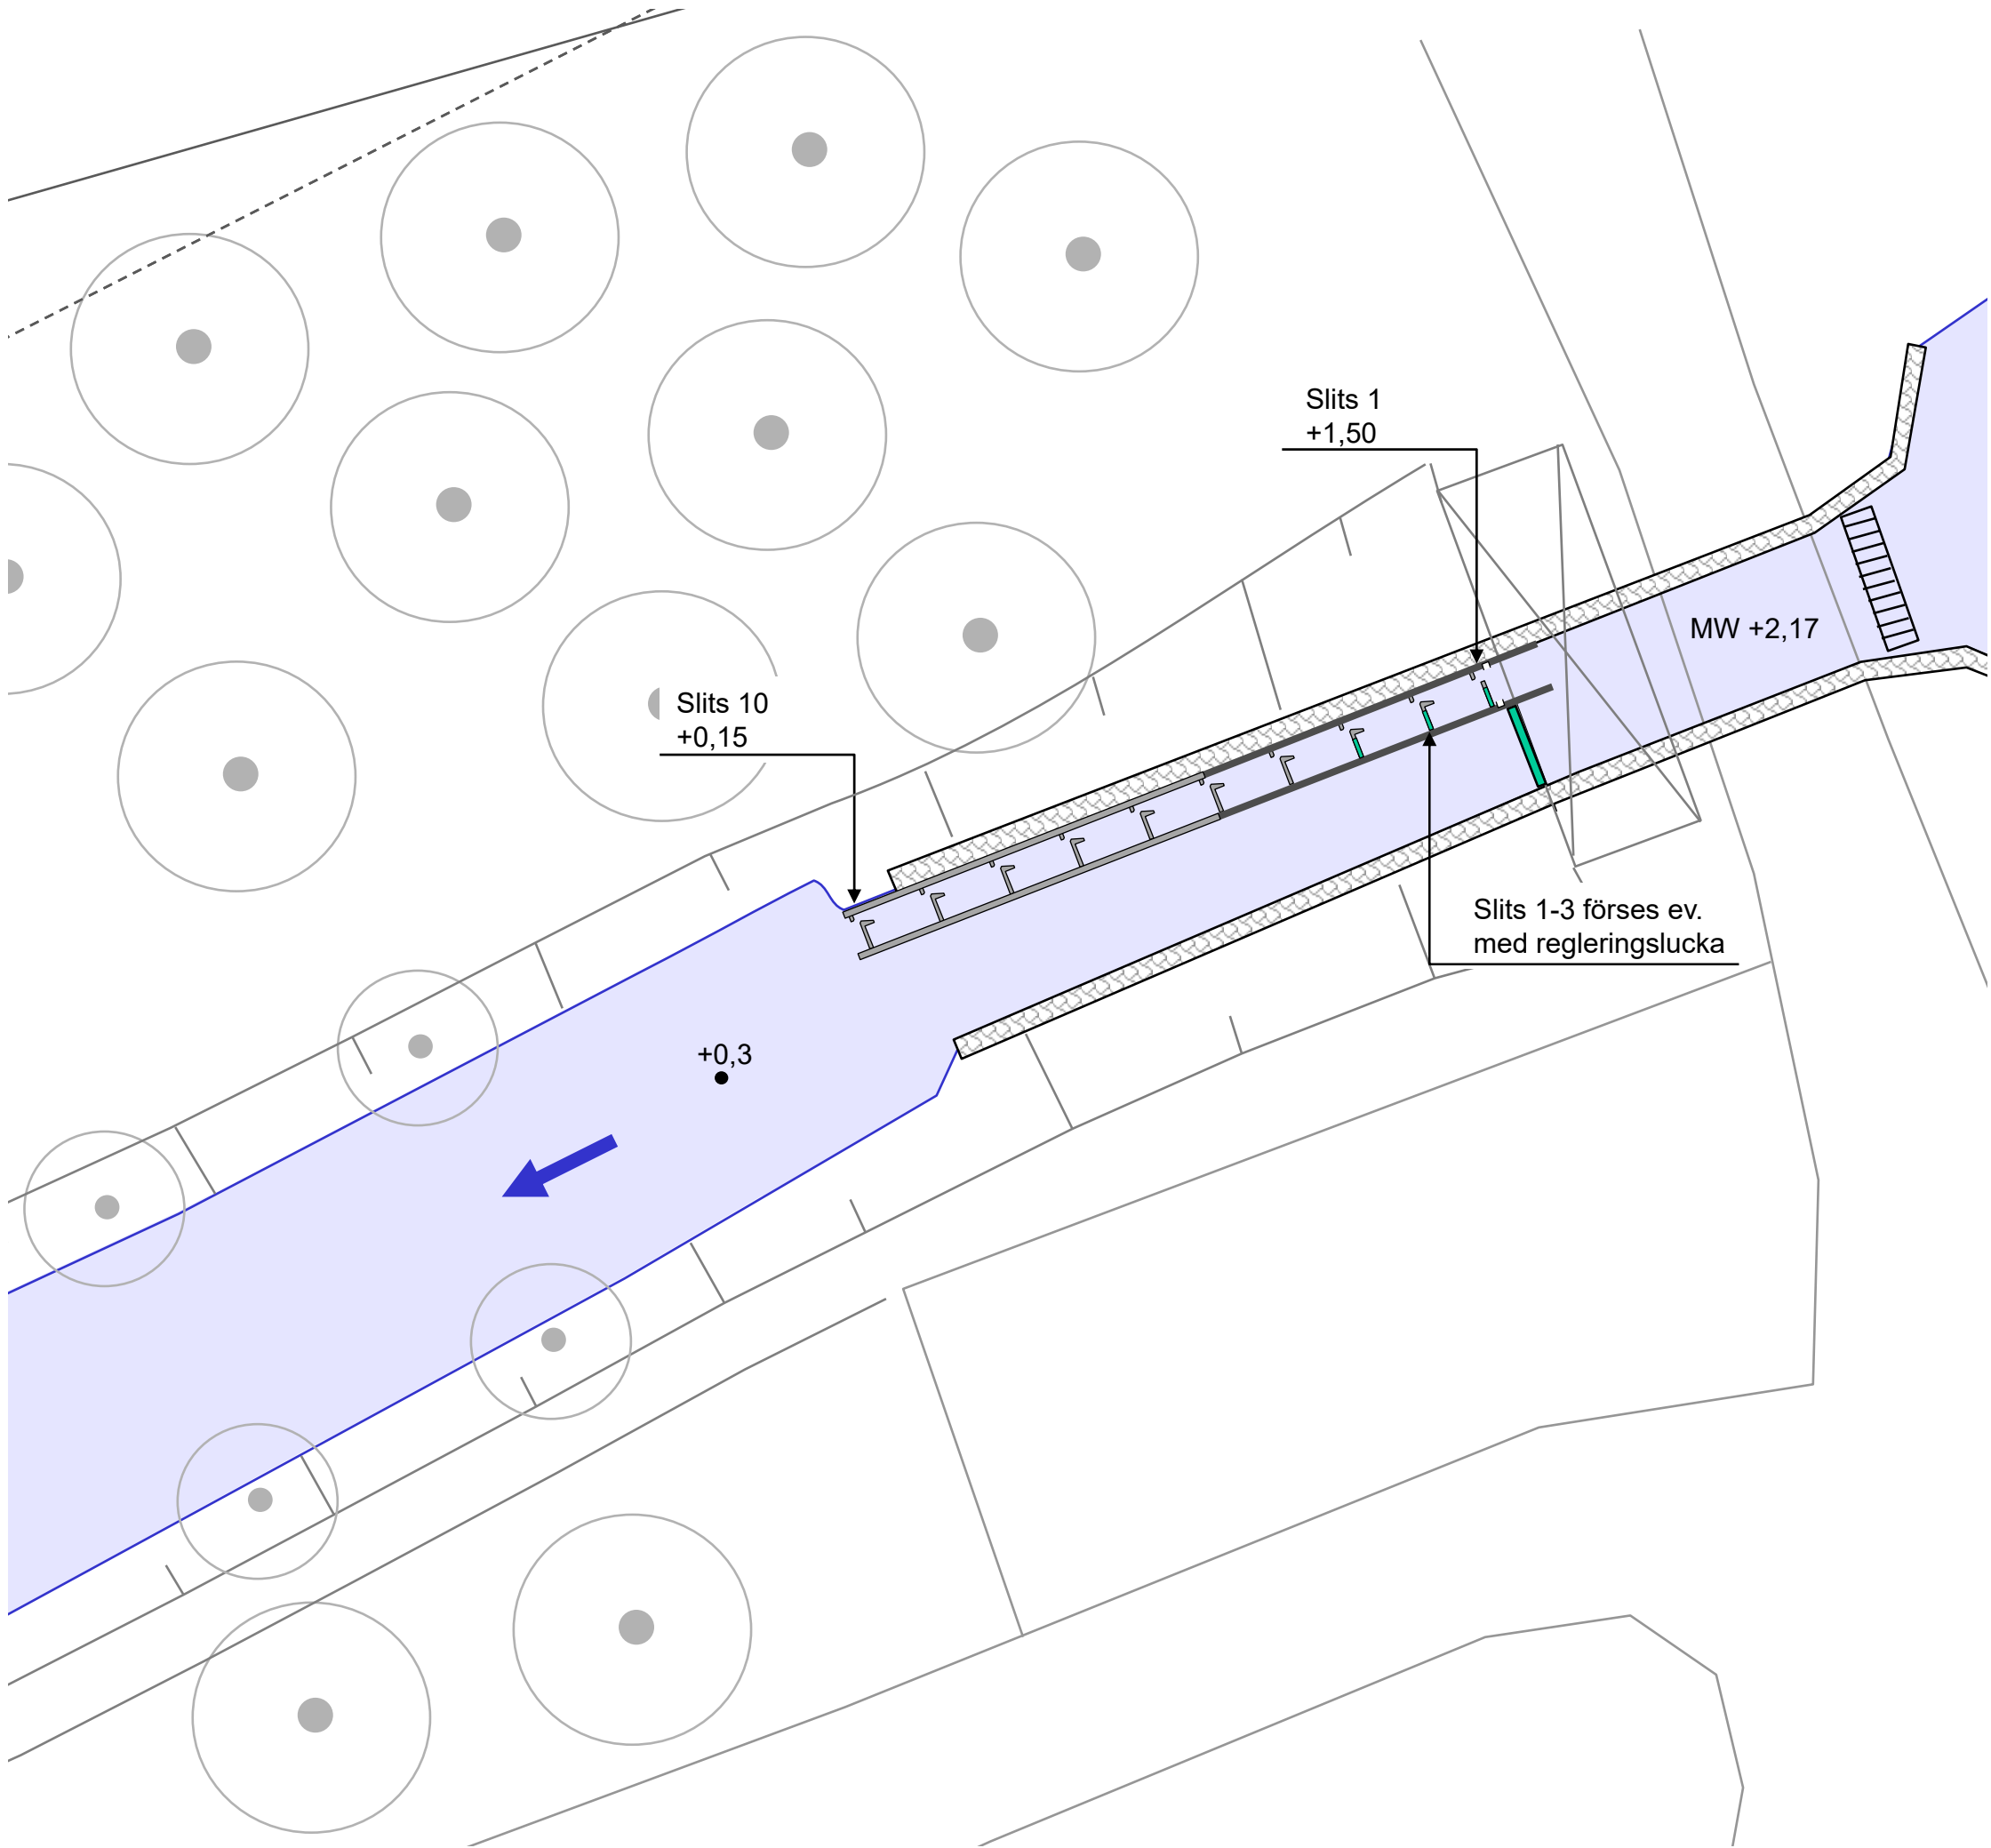 Slits 1
+1,50
MW +2,17
Slits 10
+0,15
Slits 1-3 förses ev.
med regleringslucka
+0,3